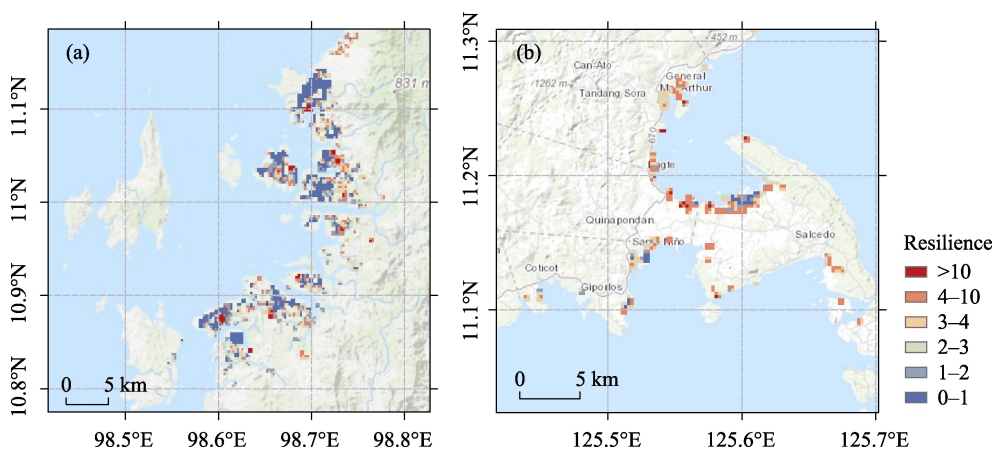 (a)
831 m
11.1°N
11°N
10.9°N
10.8°N
0 5 km
98.5°E 98.6°E 98.7°E 98.8°E
(b)
452 m
Can-Ato
1262 m
Tandang Sora
General
MacArthur
670
Quinapondan
Salcedo
Coticot
Giporlos
11.3°N
11.2°N
11.1°N
0 5 km
125.5°E 125.6°E 125.7°E
Resilience
>10
4–10
3–4
2–3
1–2
0–1